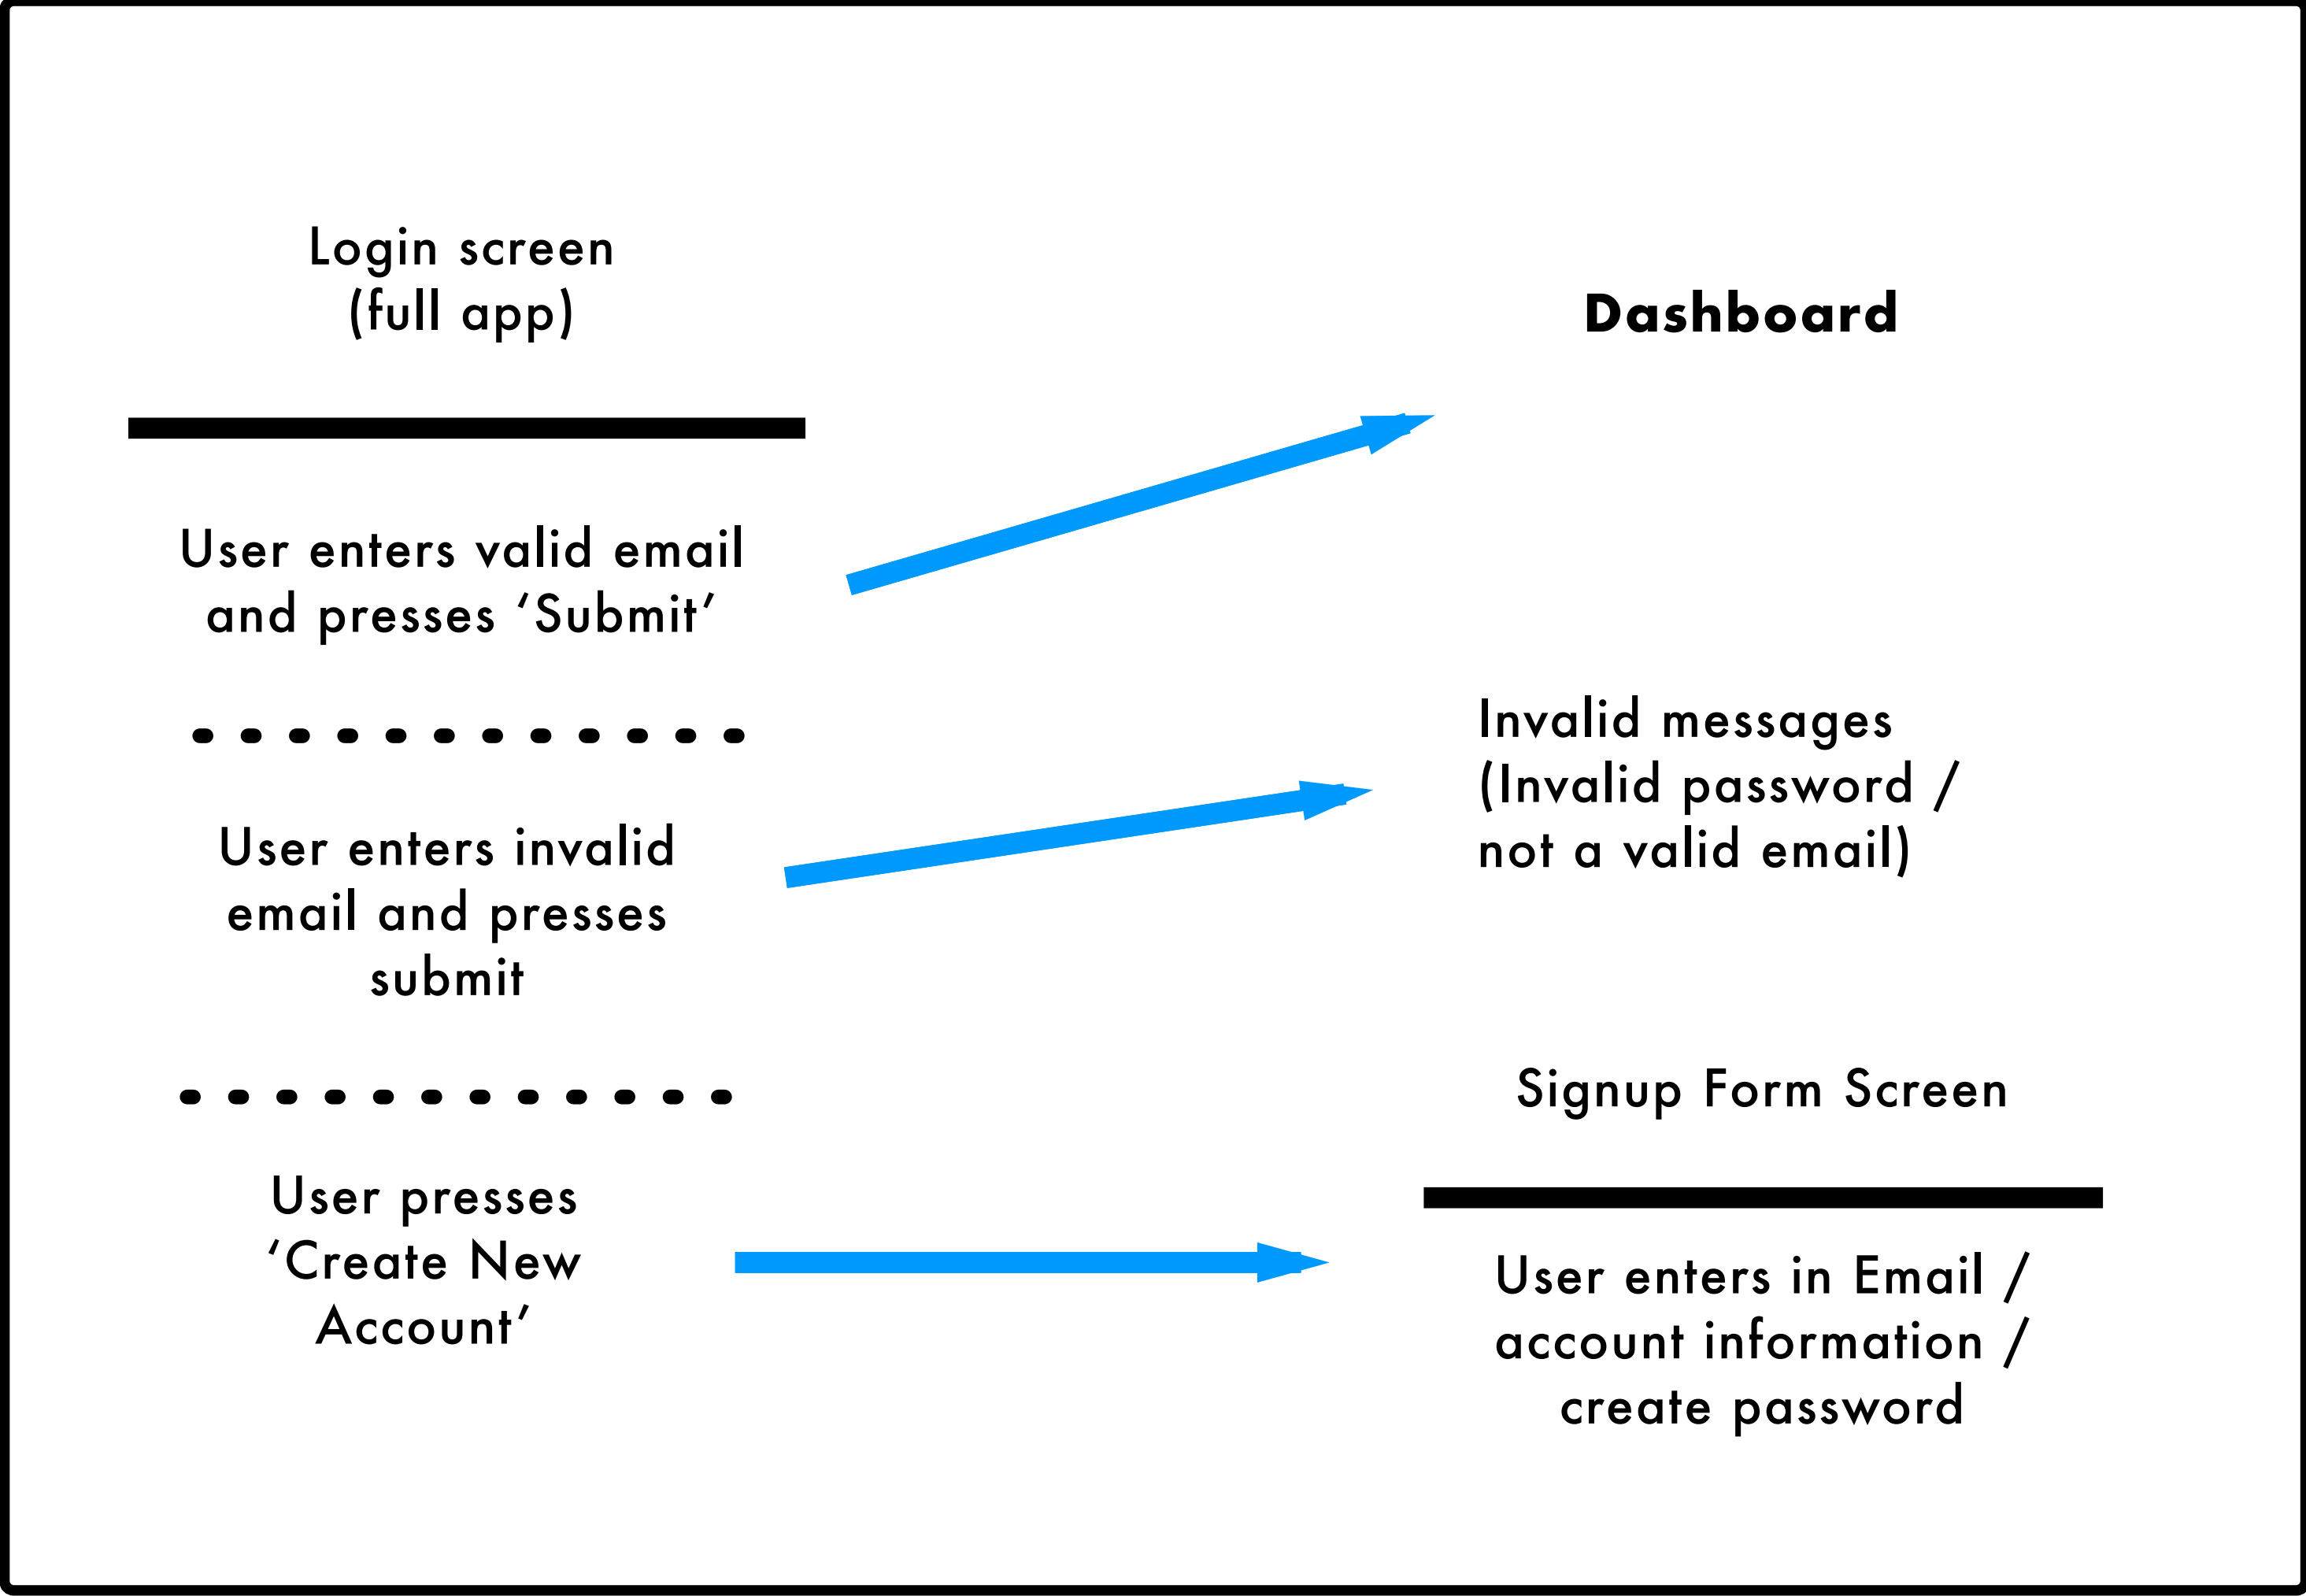 Login screen
(full app)
User enters valid email
and presses ‘Submit’
User enters invalid
email and presses
submit
User presses
‘Create New
Account’
Dashboard
Invalid messages
(Invalid password /
not a valid email)
Signup Form Screen
User enters in Email /
account information /
create password